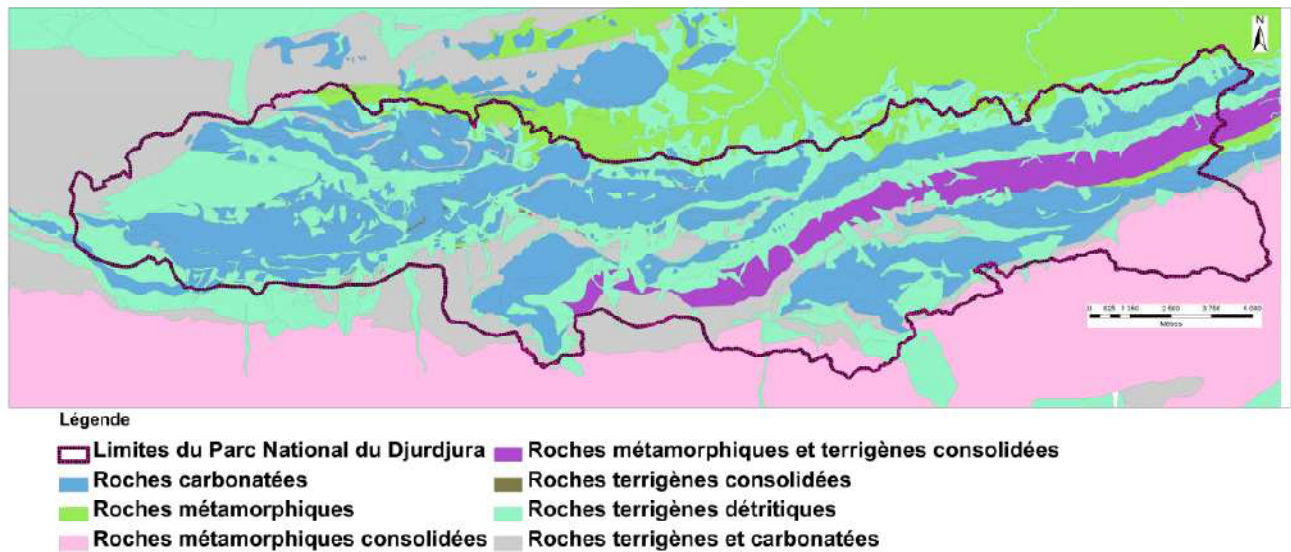 N
Mètres
Légende
Limites du Parc National du Djurdjura
Roches métamorphiques et terrigènes consolidées
Roches carbonatées
Roches terrigènes consolidées
Roches métamorphiques
Roches terrigènes détritiques
Roches métamorphiques consolidées
Roches terrigènes et carbonatées